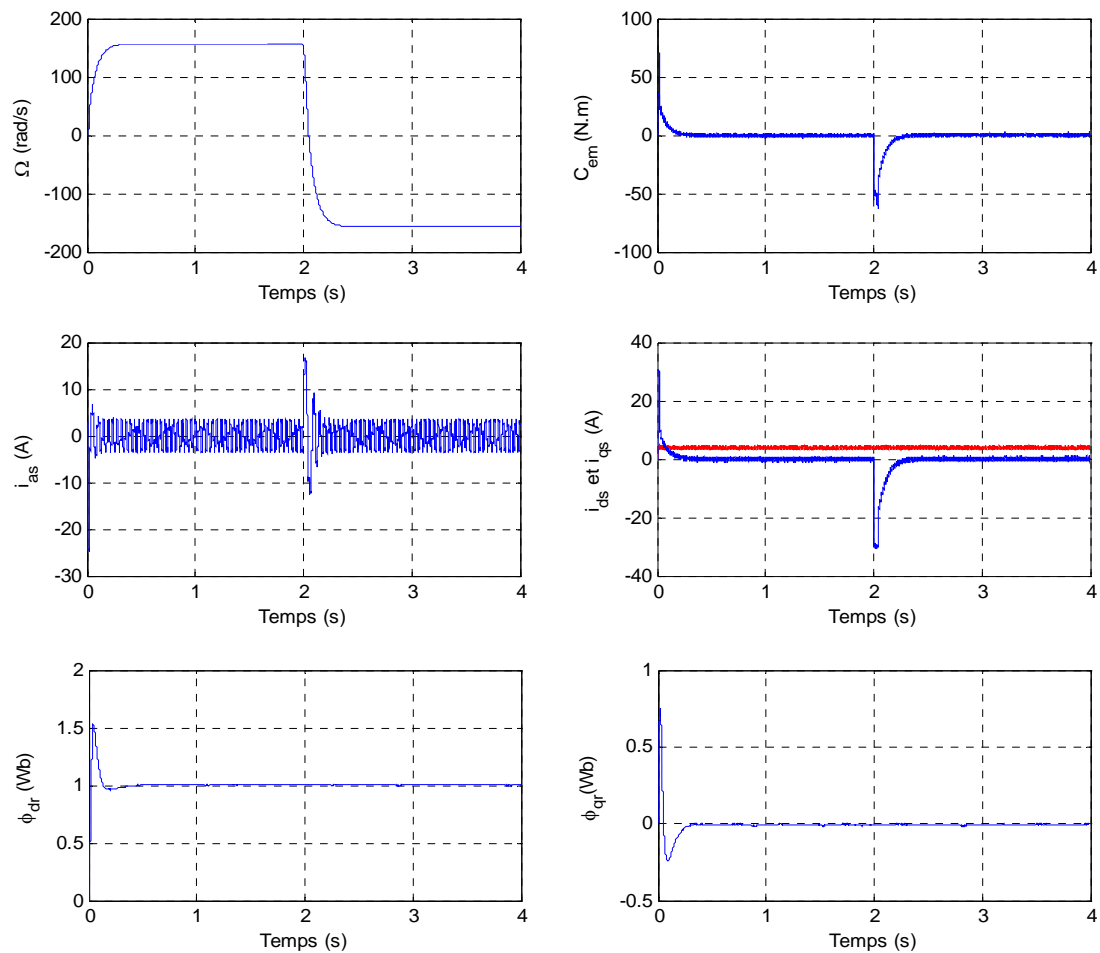 200
100
0
-100
-200
Ω (rad/s)
0 1 2 3 4
Temps (s)
100
50
0
-50
-100
C_em (N.m)
0 1 2 3 4
Temps (s)
20
10
0
-10
-20
-30
i_as (A)
0 1 2 3 4
Temps (s)
40
20
0
-20
-40
i_ds et i_qs (A)
0 1 2 3 4
Temps (s)
2
1.5
1
0.5
0
ϕ_dr (Wb)
0 1 2 3 4
Temps (s)
1
0.5
0
-0.5
ϕ_qr(Wb)
0 1 2 3 4
Temps (s)